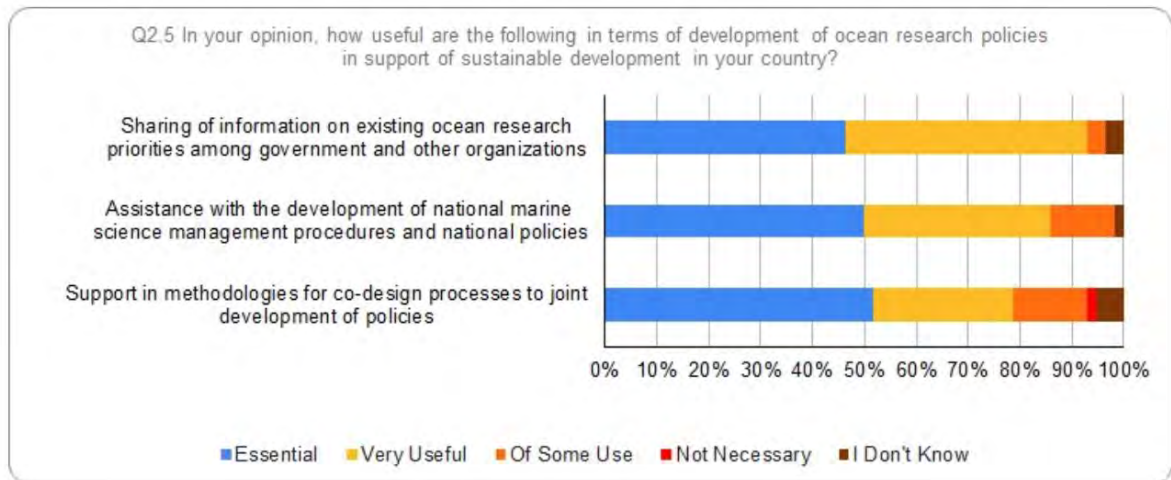 Q2.5 In your opinion, how useful are the following in terms of development of ocean research policies
in support of sustainable development in your country?
Sharing of information on existing ocean research
priorities among government and other organizations
Assistance with the development of national marine
science management procedures and national policies
Support in methodologies for co-design processes to joint
development of policies
0% 10% 20% 30% 40% 50% 60% 70% 80% 90% 100%
Essential Very Useful Of Some Use Not Necessary I Don't Know